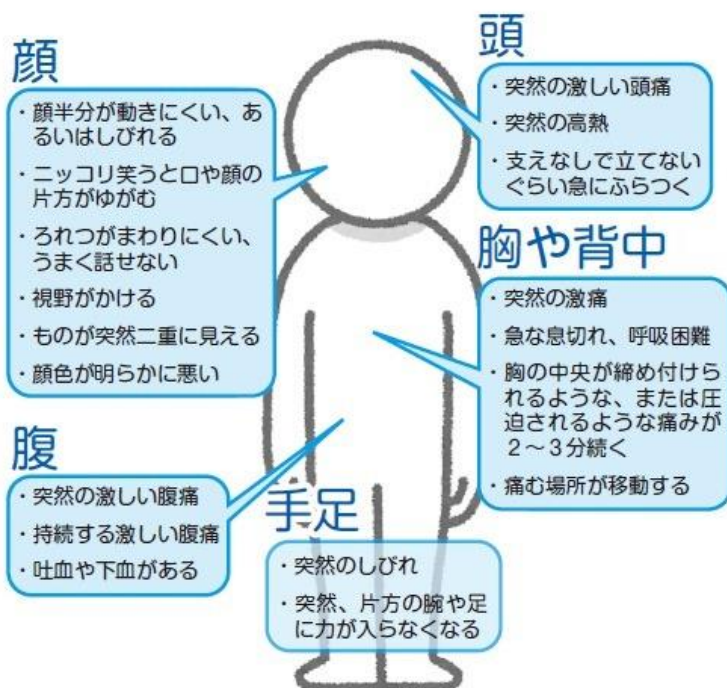 顔
・顔半分が動きにくい、あ
るいはしびれる
・ニッコリ笑うと口や顔の
片方がゆがむ
・ろれつがまわりにくい、
うまく話せない
・視野がかける
・ものが突然二重に見える
・顔色が明らかに悪い
頭
・突然の激しい頭痛
・突然の高熱
・支えなしで立てない
ぐらい急にふらつく
胸や背中
・突然の激痛
・急な息切れ、呼吸困難
・胸の中央が締め付けら
れるような、または圧
迫されるような痛みが
2～3分続く
・痛む場所が移動する
腹
・突然の激しい腹痛
・持続する激しい腹痛
・吐血や下血がある
手足
・突然のしびれ
・突然、片方の腕や足
に力が入らなくなる